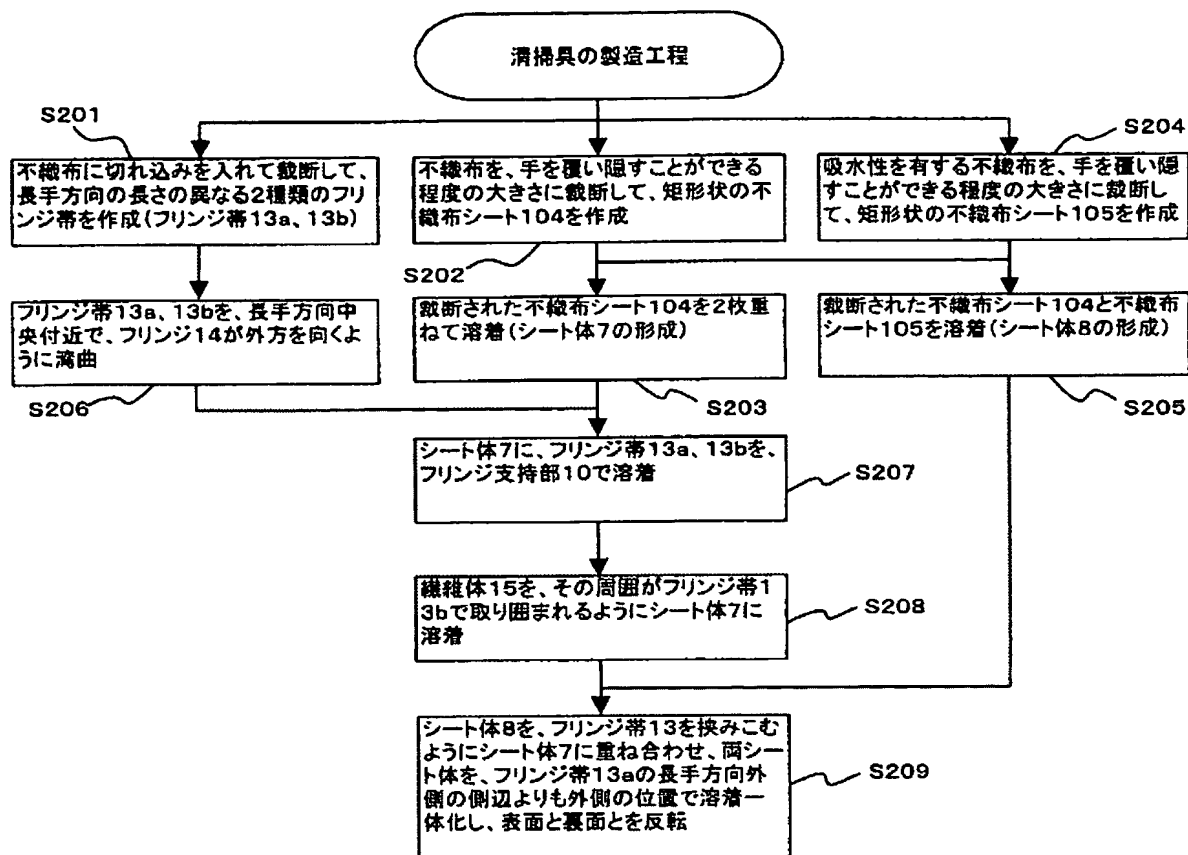 清掃具の製造工程
S201
不織布に切れ込みを入れて裁断して、
長手方向の長さの異なる2種類のフリ
ンジ帯を作成(フリンジ帯13a、13b)
不織布を、手を覆い隠すことができる
程度の大きさに裁断して、矩形状の不
織布シート104を作成
S202
S204
吸水性を有する不織布を、手を覆い隠
すことができる程度の大きさに裁断し
て、矩形状の不織布シート105を作成
フリンジ帯13a、13bを、長手方向中
央付近で、フリンジ14が外方を向くよ
うに湾曲
S206
裁断された不織布シート104を2枚重
ねて溶着(シート体7の形成)
S203
裁断された不織布シート104と不織布
シート105を溶着(シート体8の形成)
S205
シート体7に、フリンジ帯13a、13bを、
フリンジ支持部10で溶着
S207
繊維体15を、その周囲がフリンジ帯1
3bで取り囲まれるようにシート体7に
溶着
S208
シート体8を、フリンジ帯13を挟みこむ
ようにシート体7に重ね合わせ、両シー
ト体を、フリンジ帯13aの長手方向外
側の側辺よりも外側の位置で溶着一
体化し、表面と裏面とを反転
S209